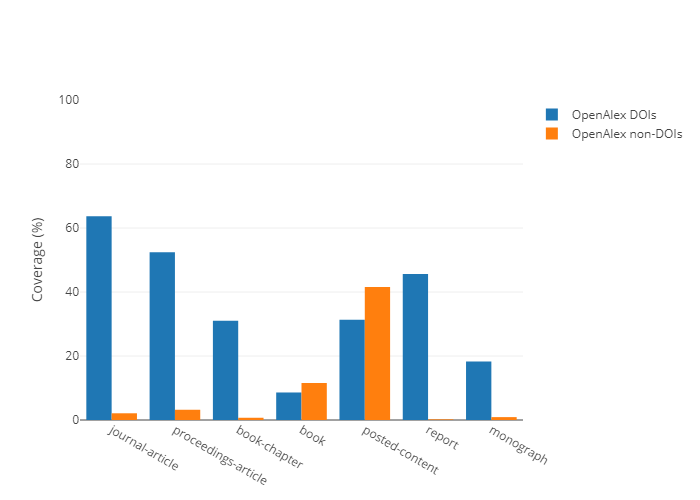 100
80
60
40
20
0
Coverage (%)
journal-article
proceedings-article
book-chapter
book
posted-content
report
monograph
OpenAlex DOIs
OpenAlex non-DOIs